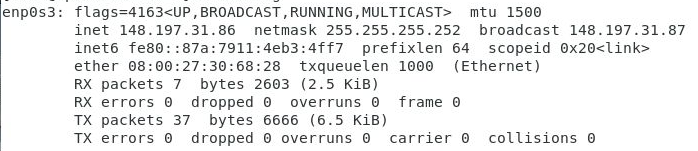 enp0s3: flags=4163<UP,BROADCAST,RUNNING,MULTICAST>  mtu 1500
        inet 148.197.31.86  netmask 255.255.255.252  broadcast 148.197.31.87
        inet6 fe80::87a:7911:4eb3:4ff7  prefixlen 64  scopeid 0x20<link>
        ether 08:00:27:30:68:28  txqueuelen 1000  (Ethernet)
        RX packets 7  bytes 2603 (2.5 KiB)
        RX errors 0  dropped 0  overruns 0  frame 0
        TX packets 37  bytes 6666 (6.5 KiB)
        TX errors 0  dropped 0 overruns 0  carrier 0  collisions 0